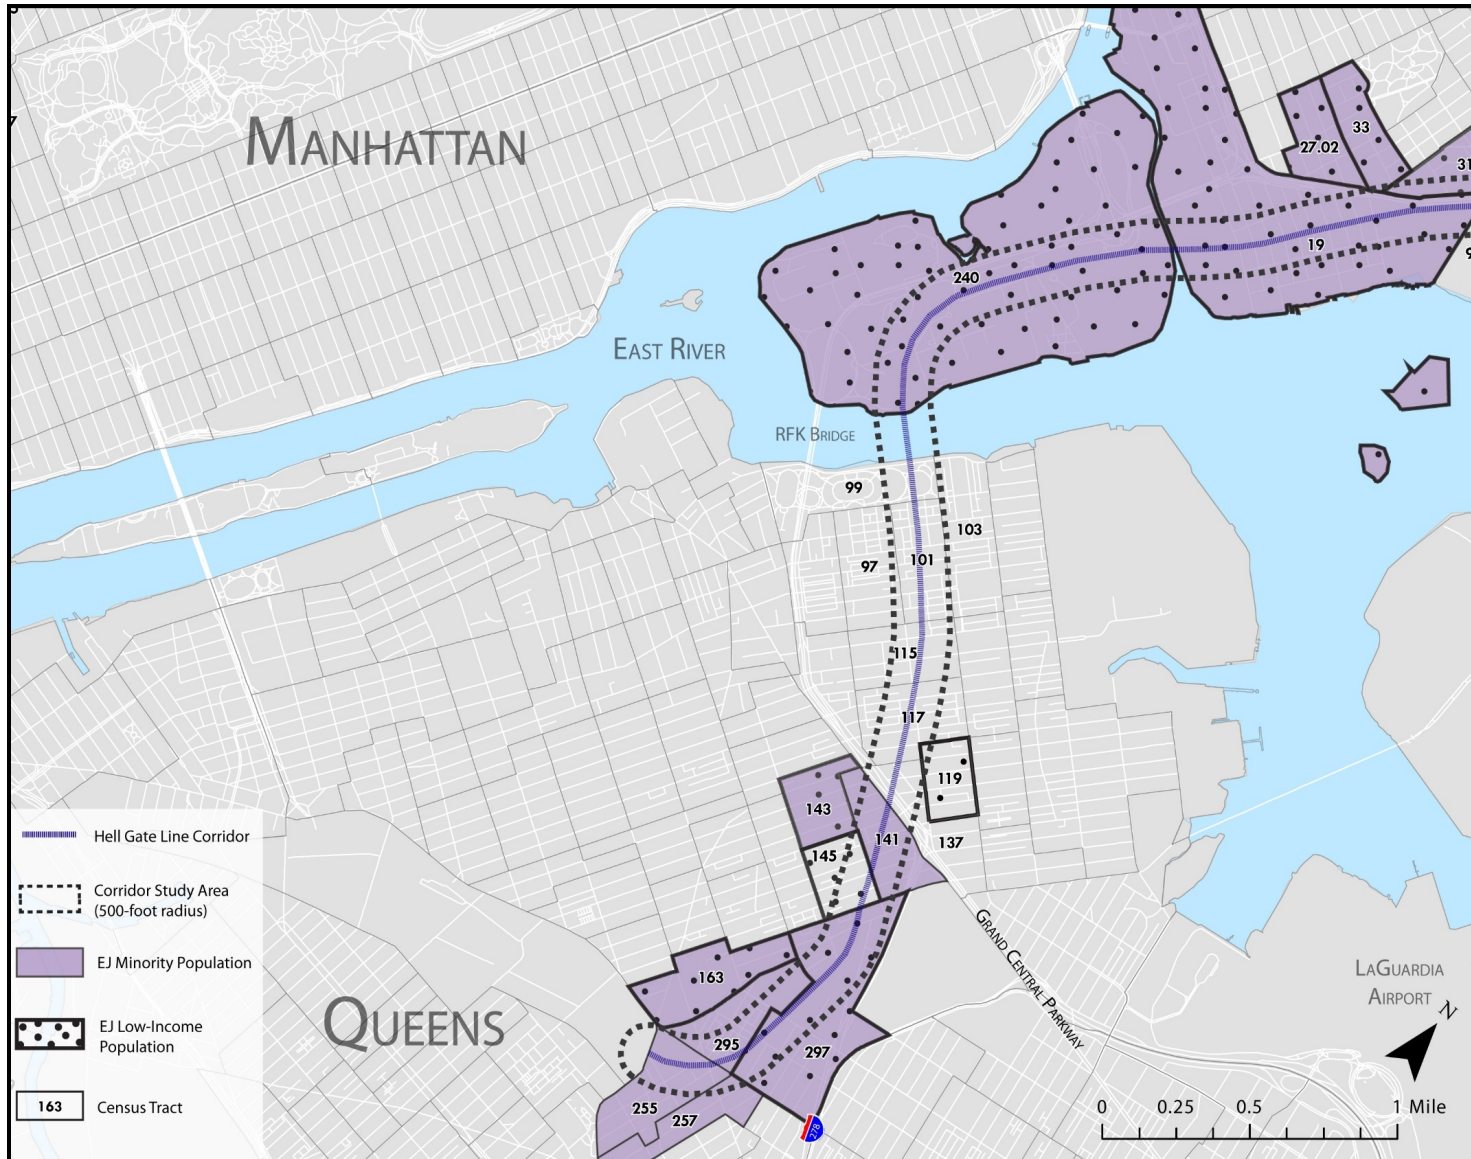 MANHATTAN
33
27.02
31
19
9
240
EAST RIVER
RFK BRIDGE
99
103
97
101
115
117
119
143
141
137
145
Hell Gate Line Corridor
Corridor Study Area
(500-foot radius)
EJ Minority Population
EJ Low-Income
Population
163
Census Tract
GRAND CENTRAL PARKWAY
LAGUARDIA
AIRPORT
N
163
QUEENS
295
297
255
257
278
0 0.25 0.5 1 Mile